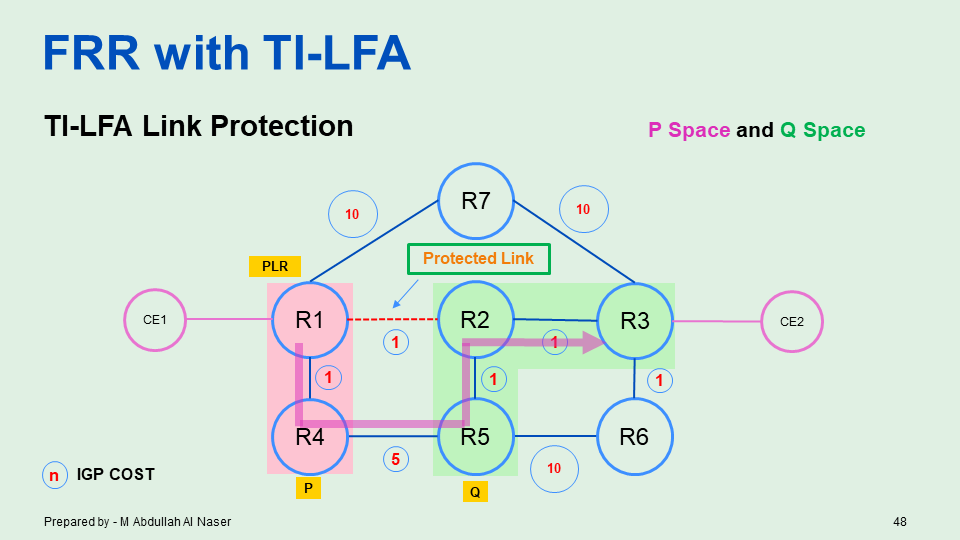 FRR with TI-LFA
TI-LFA Link Protection
P Space and Q Space
R7
10
10
Protected Link
PLR
CE1
R1
R2
R3
CE2
1
1
1
1
1
R4
R5
R6
5
10
P
Q
n IGP COST
Prepared by - M Abdullah Al Naser
48